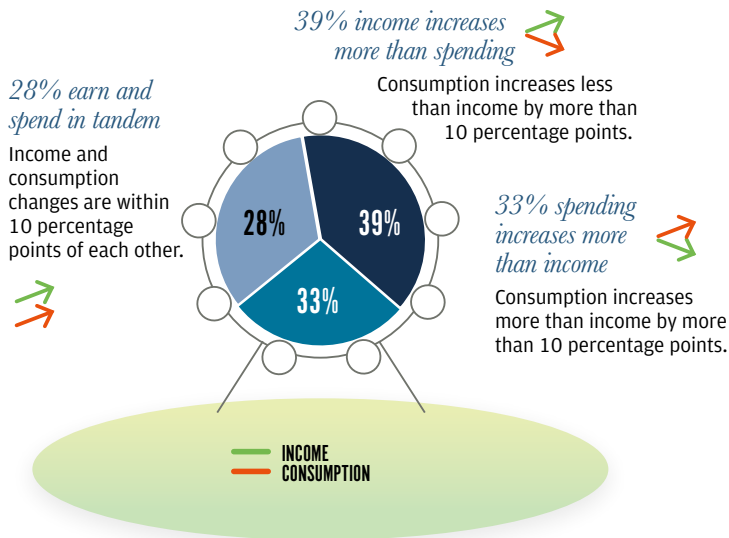 39% income increases
more than spending
Consumption increases less
than income by more than
10 percentage points.
28% earn and
spend in tandem
Income and
consumption
changes are within
10 percentage
points of each other.
28%
39%
33%
33% spending
increases more
than income
Consumption increases
more than income by more
than 10 percentage points.
INCOME
CONSUMPTION